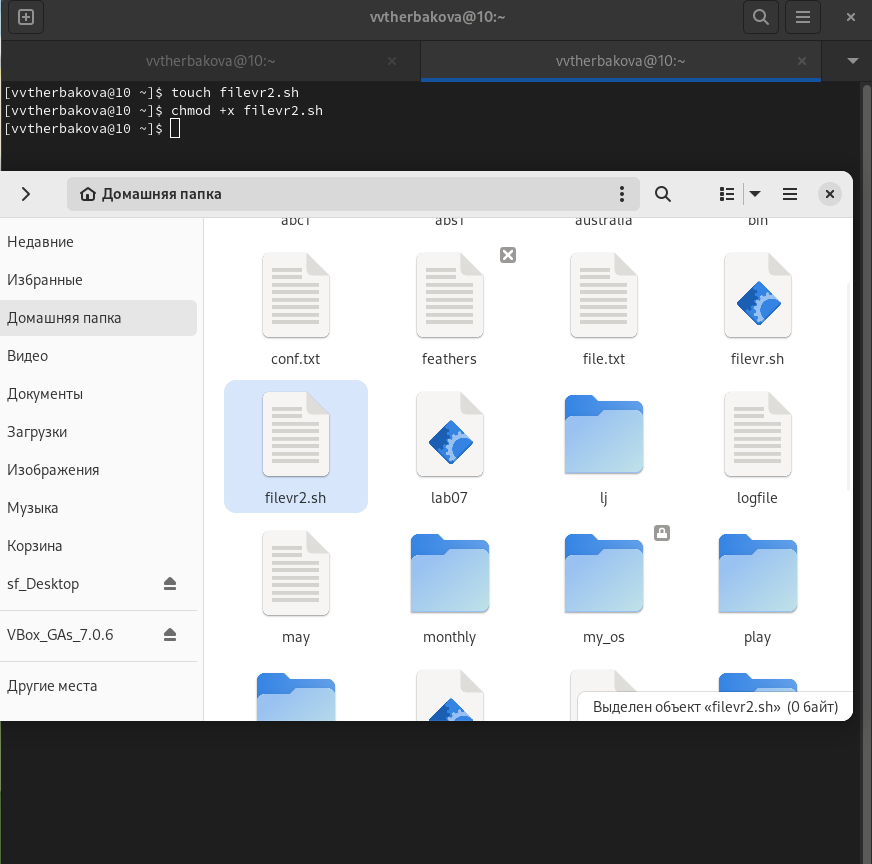 vvtherbakova@10:~
vvtherbakova@10:~ vvtherbakova@10:~
[vvtherbakova@10 ~]$ touch filevr2.sh
[vvtherbakova@10 ~]$ chmod +x filevr2.sh
[vvtherbakova@10 ~]$
Домашняя папка
Недавние
Избранные
Домашняя папка
Видео
Документы
Загрузки
Изображения
Музыка
Корзина
sf_Desktop
VBox_GAs_7.0.6
Другие места
abc1 abs1 australia bin
conf.txt feathers file.txt filevr.sh
filevr2.sh lab07 lj logfile
may monthly my_os play
Выделен объект «filevr2.sh» (0 байт)